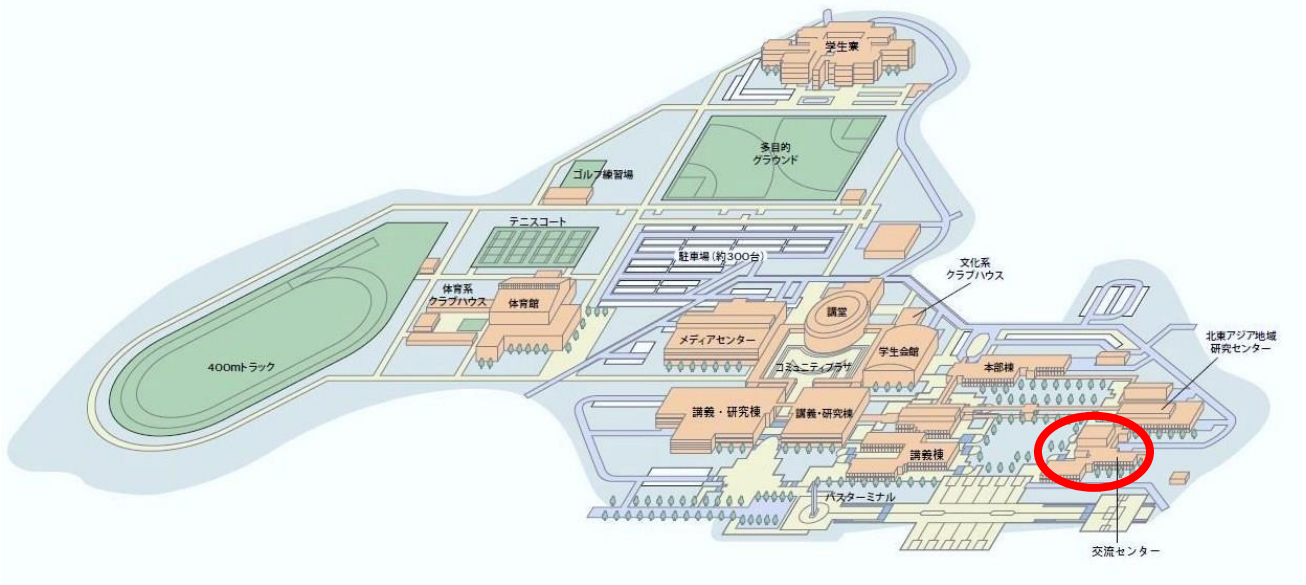 学生寮
多目的
グラウンド
ゴルフ練習場
テニスコート
駐車場(約300台)
文化系
クラブハウス
体育系
クラブハウス
体育館
講堂
北東アジア地域
研究センター
メディアセンター
学生会館
400mトラック
コミュニティプラザ
本部棟
講義・研究棟
講義・研究棟
講義棟
バスターミナル
交流センター